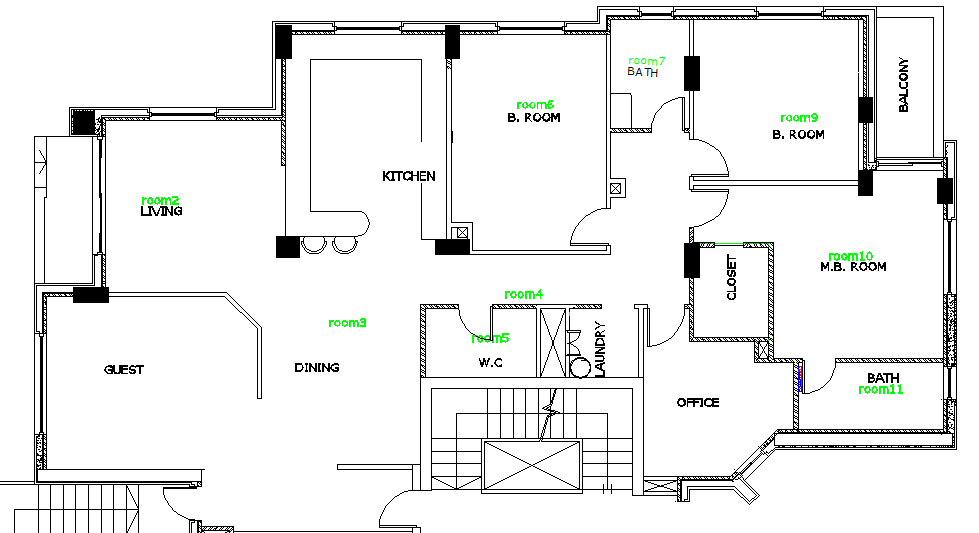 room7
BATH
BALCONY
room6
B. ROOM
room9
B. ROOM
KITCHEN
room2
LIVING
room10
M.B. ROOM
CLOSET
room4
room3
room5
W.C
LAUNDRY
GUEST
DINING
BATH
room11
OFFICE